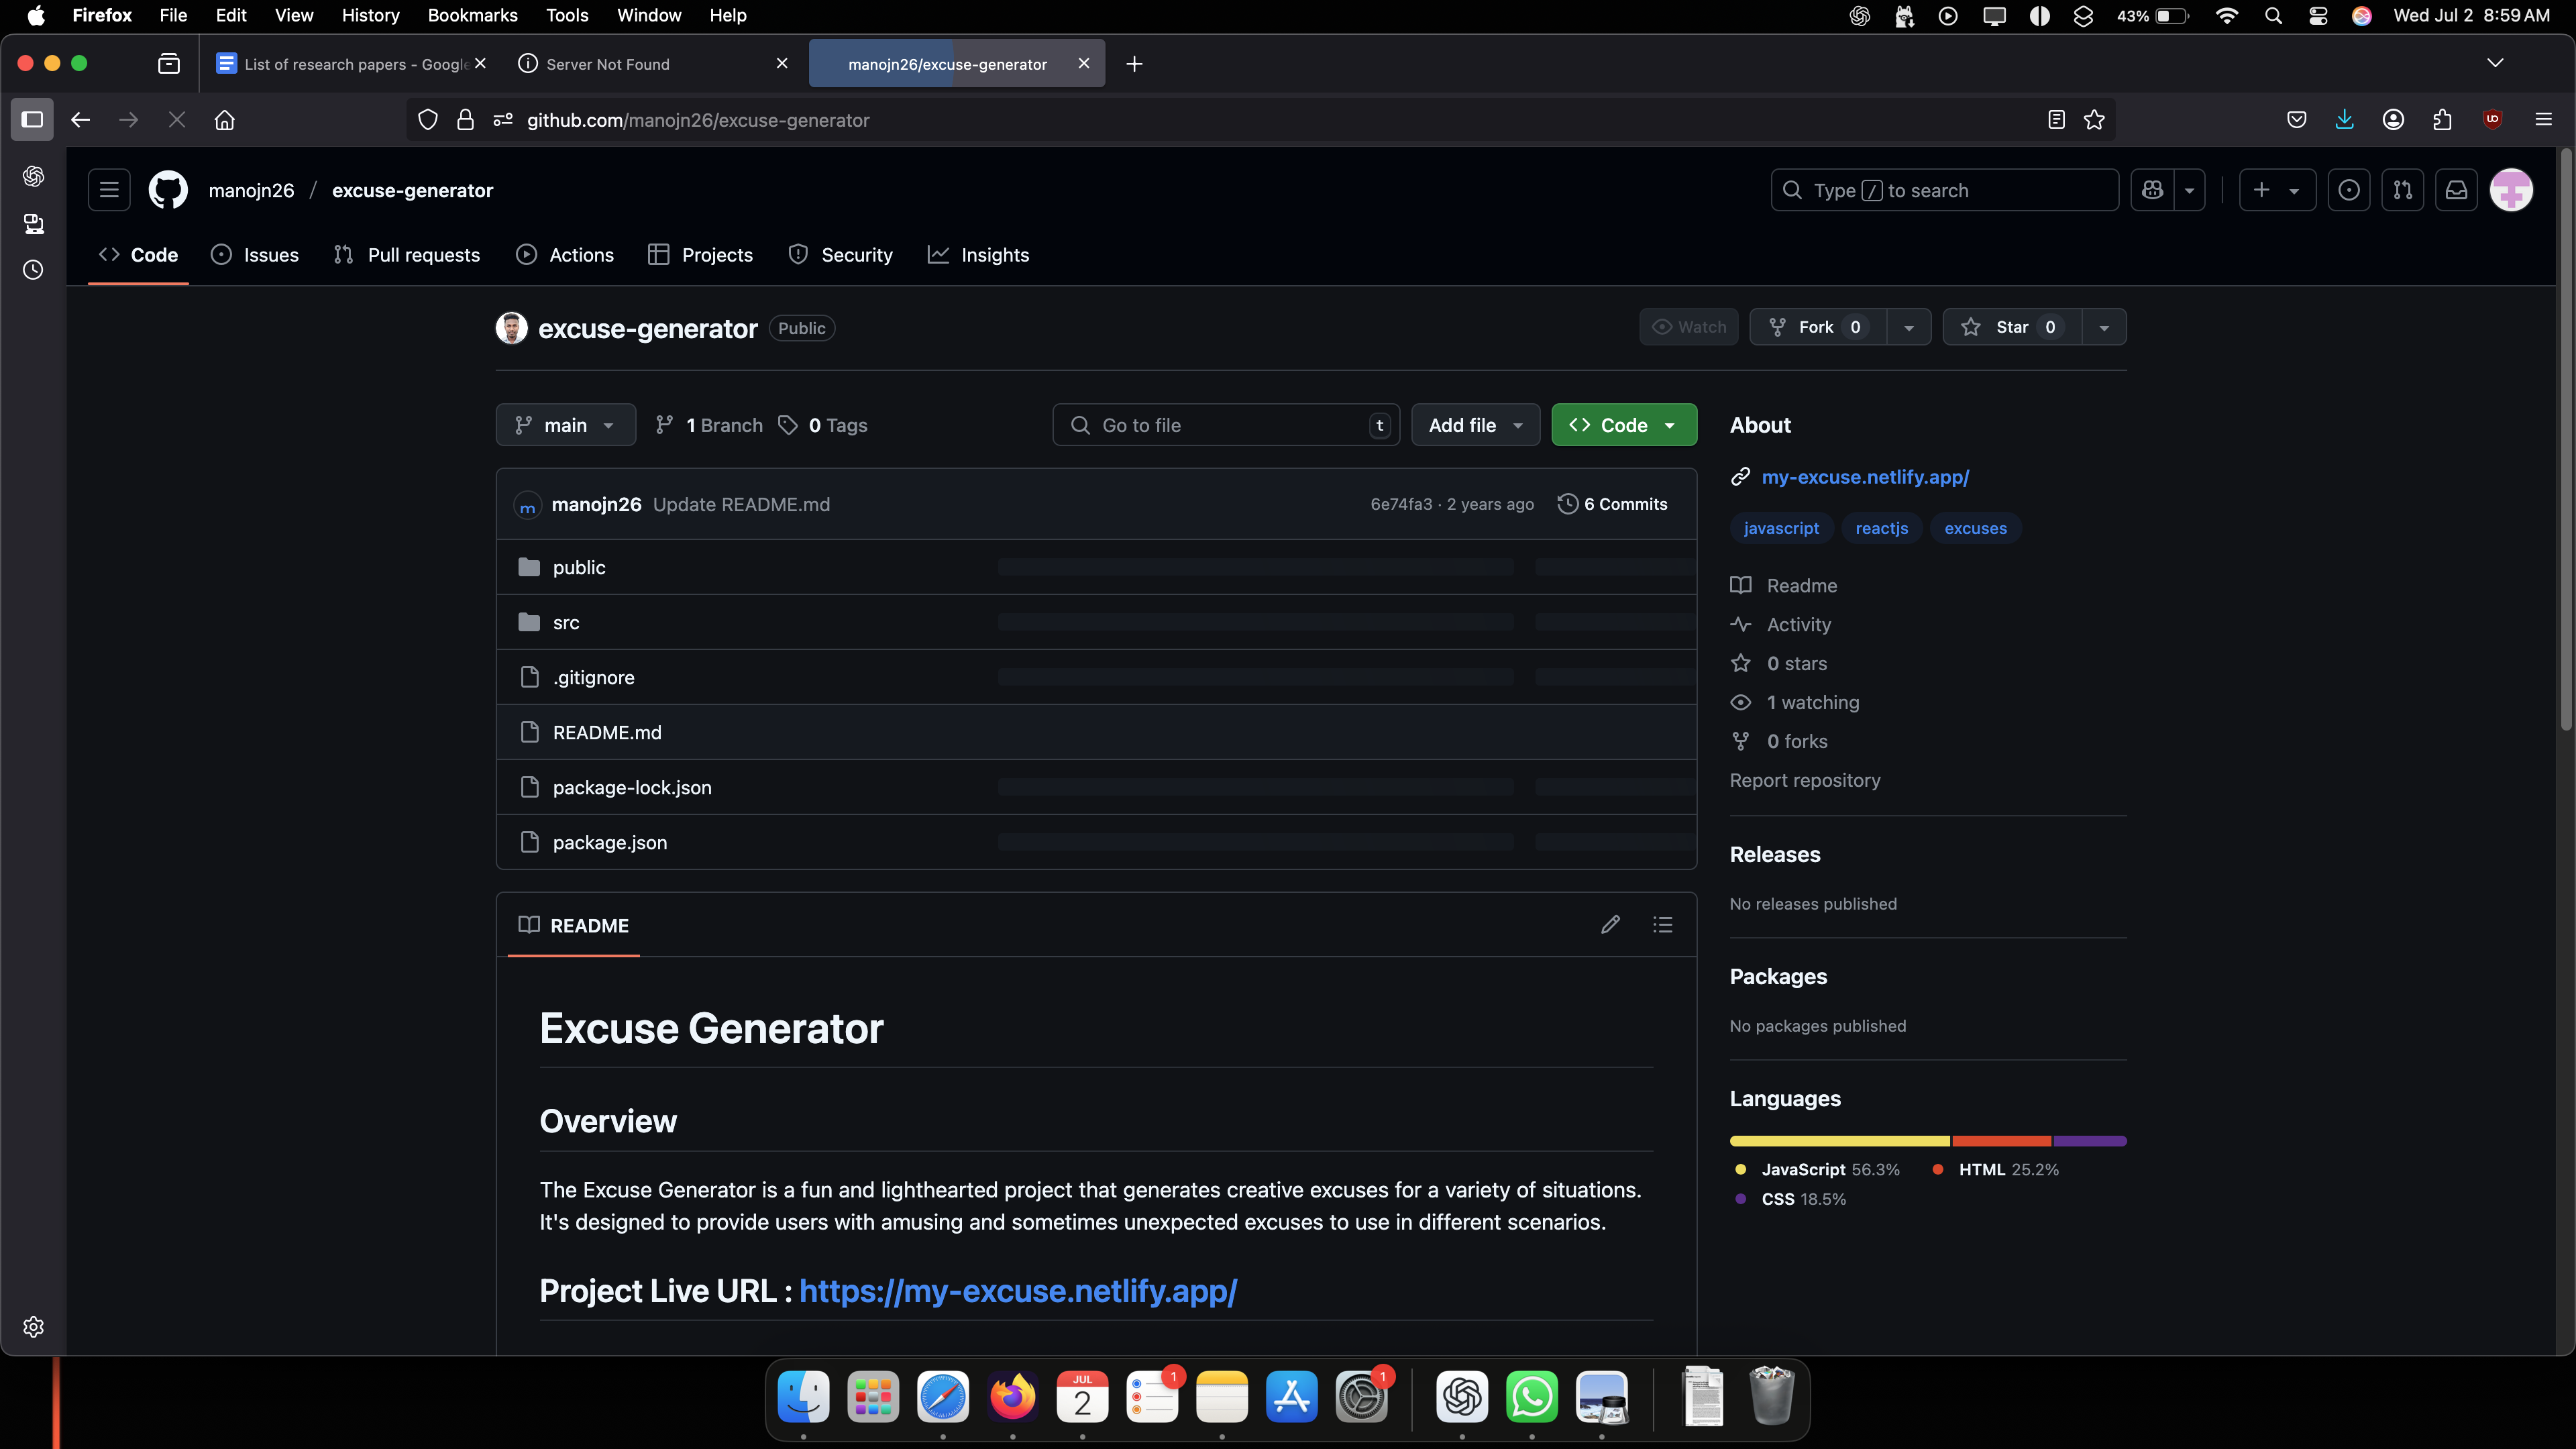 Firefox File Edit View History Bookmarks Tools Window Help 43% Wed Jul 2 8:59 AM
List of research papers - Google Server Not Found manojn26/excuse-generator
github.com/manojn26/excuse-generator
manojn26 / excuse-generator Type / to search
Code Issues Pull requests Actions Projects Security Insights
excuse-generator Public Watch Fork 0 Star 0
main 1 Branch 0 Tags Go to file t Add file Code
About
my-excuse.netlify.app/
manojn26 Update README.md 6e74fa3 · 2 years ago 6 Commits
javascript reactjs excuses
public
src
.gitignore
README.md
package-lock.json
package.json
Readme
Activity
0 stars
1 watching
0 forks
Report repository
Releases
No releases published
Packages
No packages published
Languages
JavaScript 56.3% HTML 25.2%
CSS 18.5%
README
Excuse Generator
Overview
The Excuse Generator is a fun and lighthearted project that generates creative excuses for a variety of situations.
It's designed to provide users with amusing and sometimes unexpected excuses to use in different scenarios.
Project Live URL : https://my-excuse.netlify.app/
JUL
2
1
1